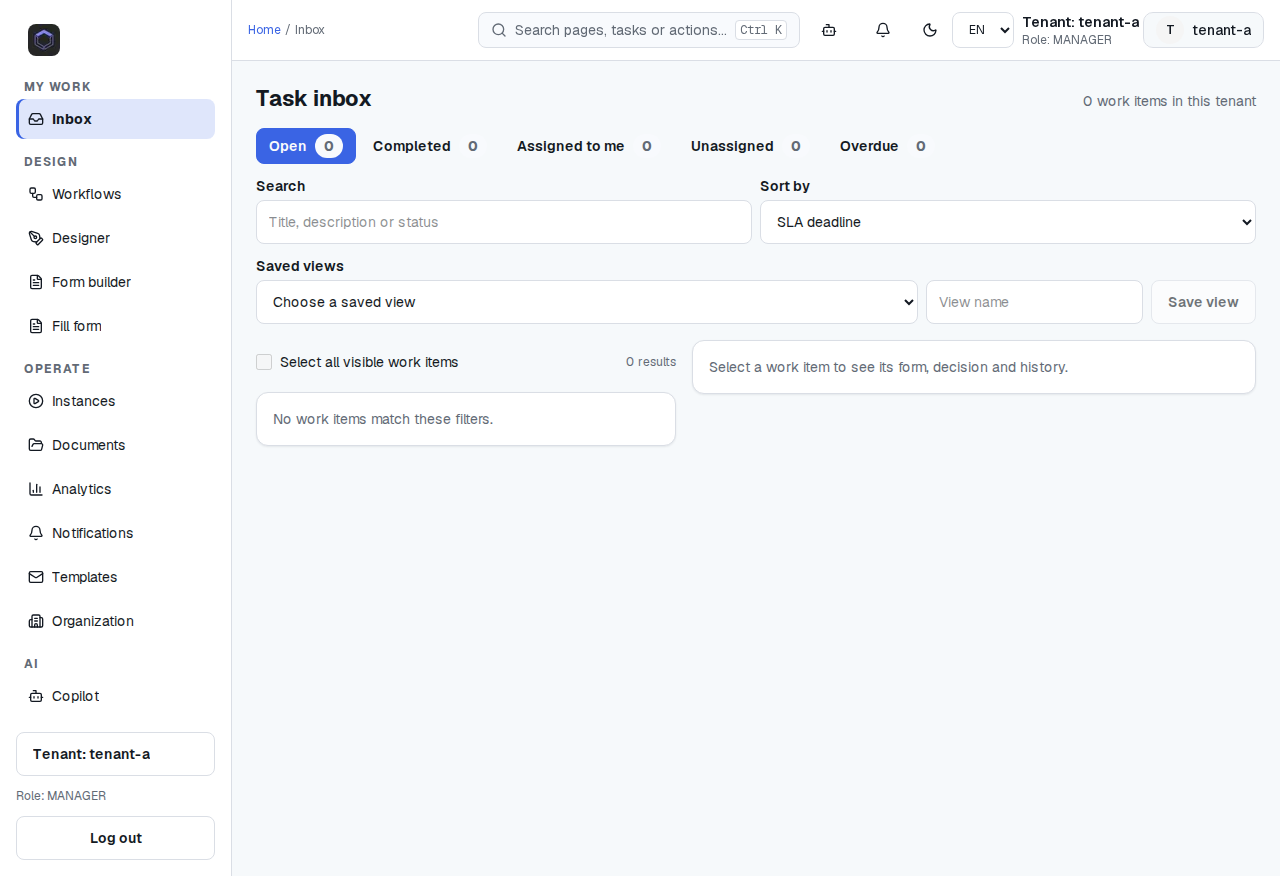 MY WORK
Inbox
DESIGN
Workflows
Designer
Form builder
Fill form
OPERATE
Instances
Documents
Analytics
Notifications
Templates
Organization
AI
Copilot
Tenant: tenant-a
Role: MANAGER
Log out
Home / Inbox
Search pages, tasks or actions... Ctrl K
EN
Tenant: tenant-a
Role: MANAGER
T tenant-a
Task inbox
0 work items in this tenant
Open 0 Completed 0 Assigned to me 0 Unassigned 0 Overdue 0
Search
Title, description or status
Sort by
SLA deadline
Saved views
Choose a saved view
View name
Save view
Select all visible work items
0 results
No work items match these filters.
Select a work item to see its form, decision and history.